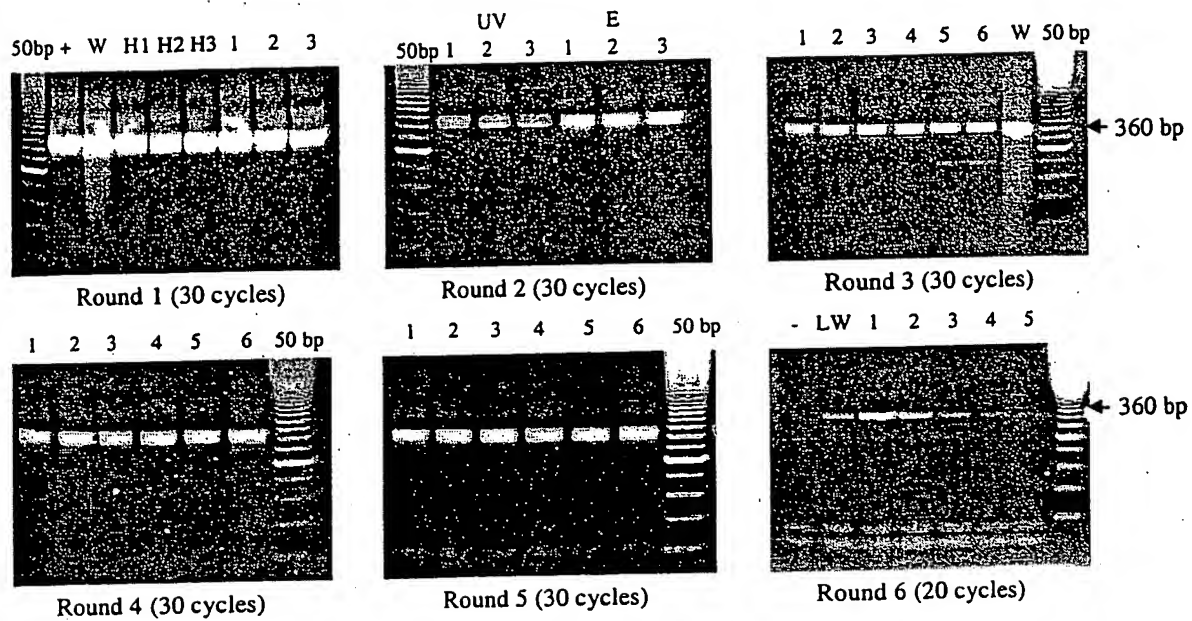 50bp + W H1 H2 H3 1 2 3
Round 1 (30 cycles)
UV E
50bp 1 2 3 1 2 3
Round 2 (30 cycles)
1 2 3 4 5 6 W 50 bp
360 bp
Round 3 (30 cycles)
1 2 3 4 5 6 50 bp
Round 4 (30 cycles)
1 2 3 4 5 6 50 bp
Round 5 (30 cycles)
- LW 1 2 3 4 5
360 bp
Round 6 (20 cycles)